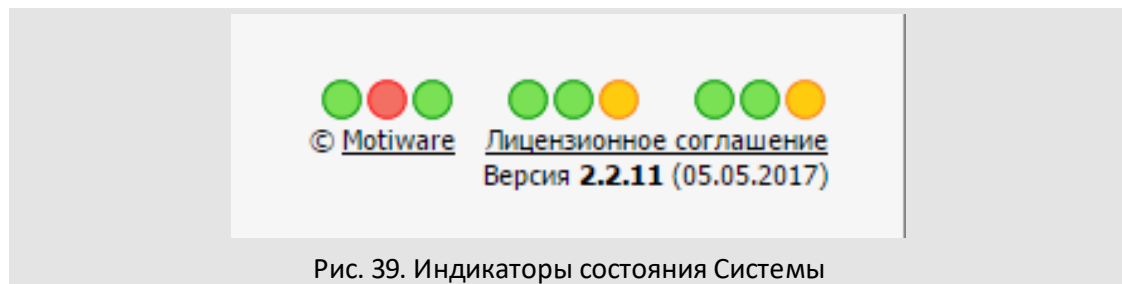 © Motiware Лицензионное соглашение
Версия 2.2.11 (05.05.2017)
Рис. 39. Индикаторы состояния Системы